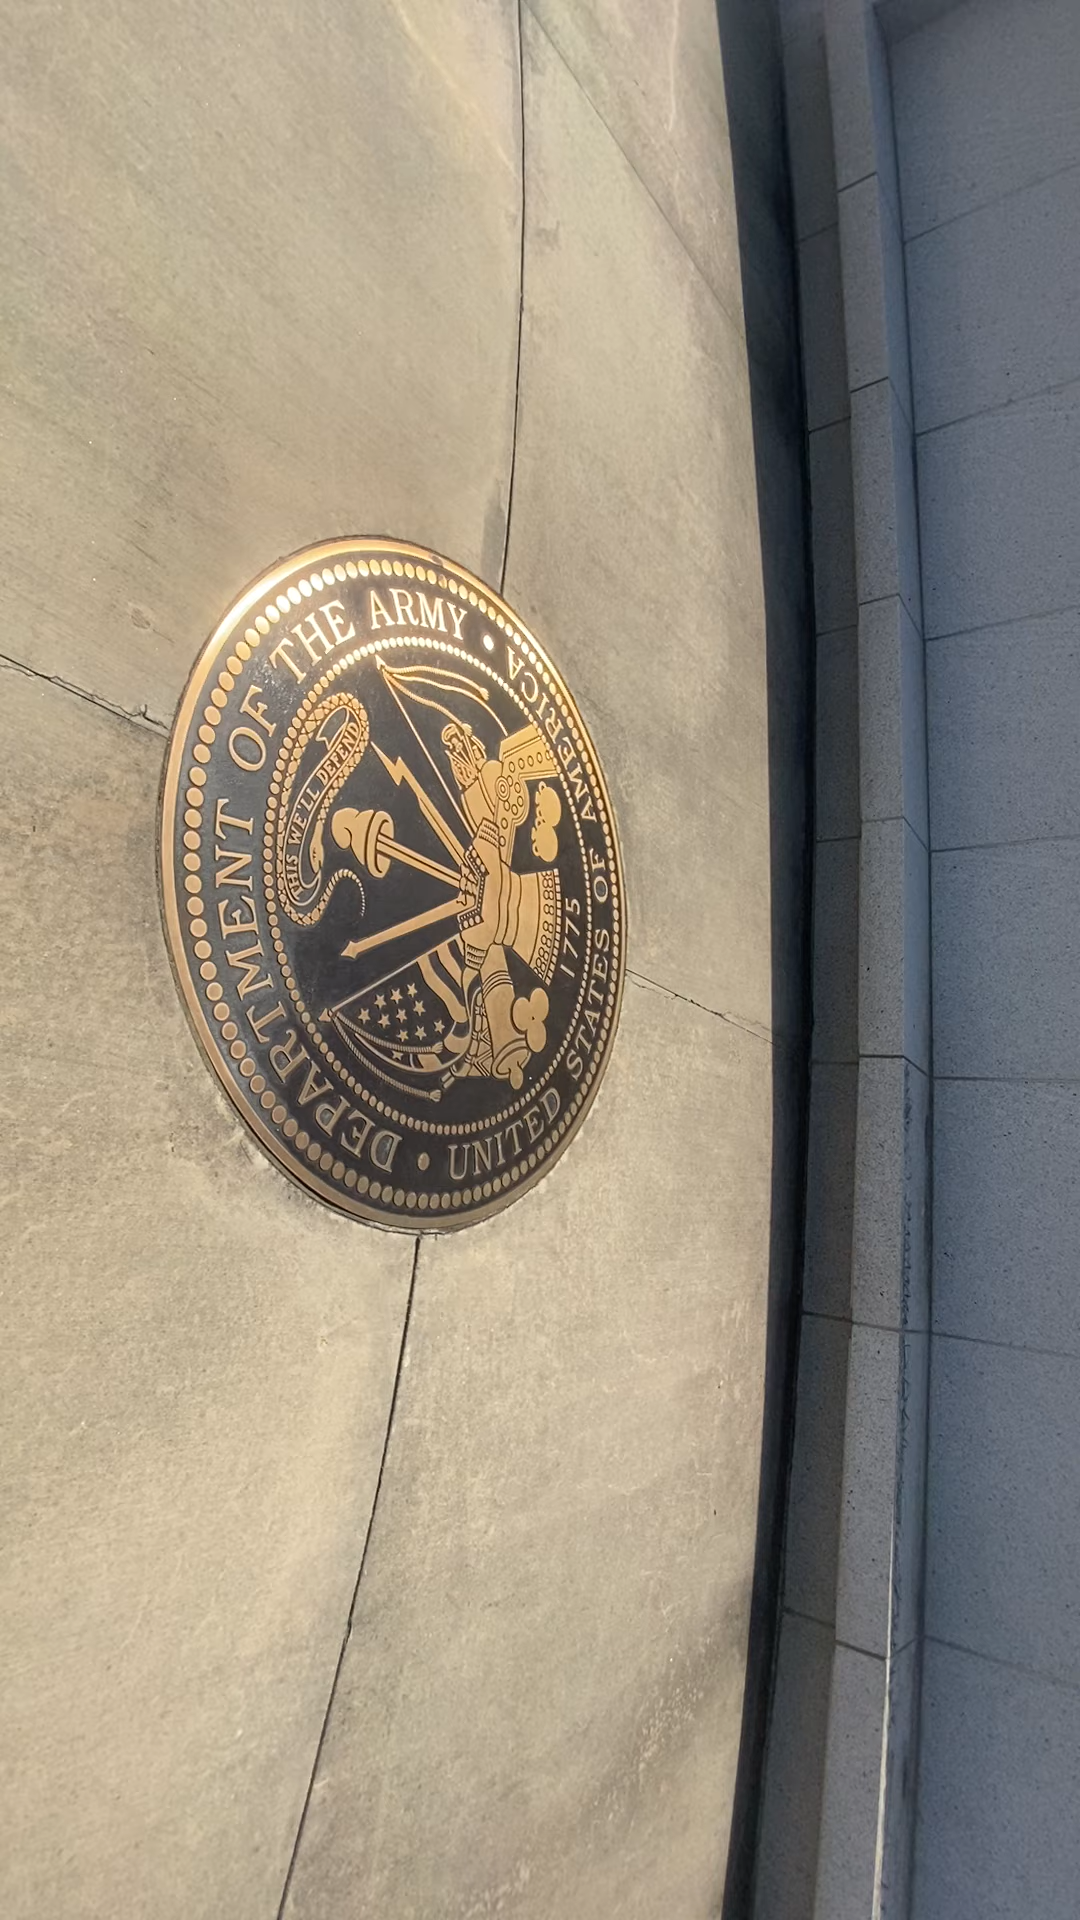 DEPARTMENT OF THE ARMY
THIS WE'LL DEFEND
1775
UNITED STATES OF AMERICA